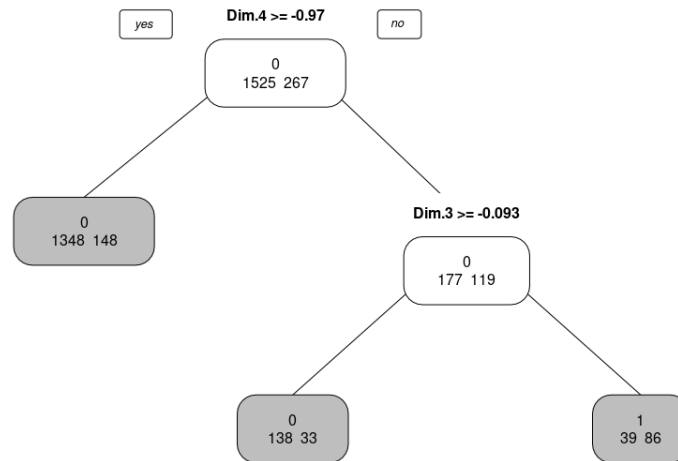 yes
Dim.4 >= -0.97
no
0
1525 267
0
1348 148
Dim.3 >= -0.093
0
177 119
0
138 33
1
39 86